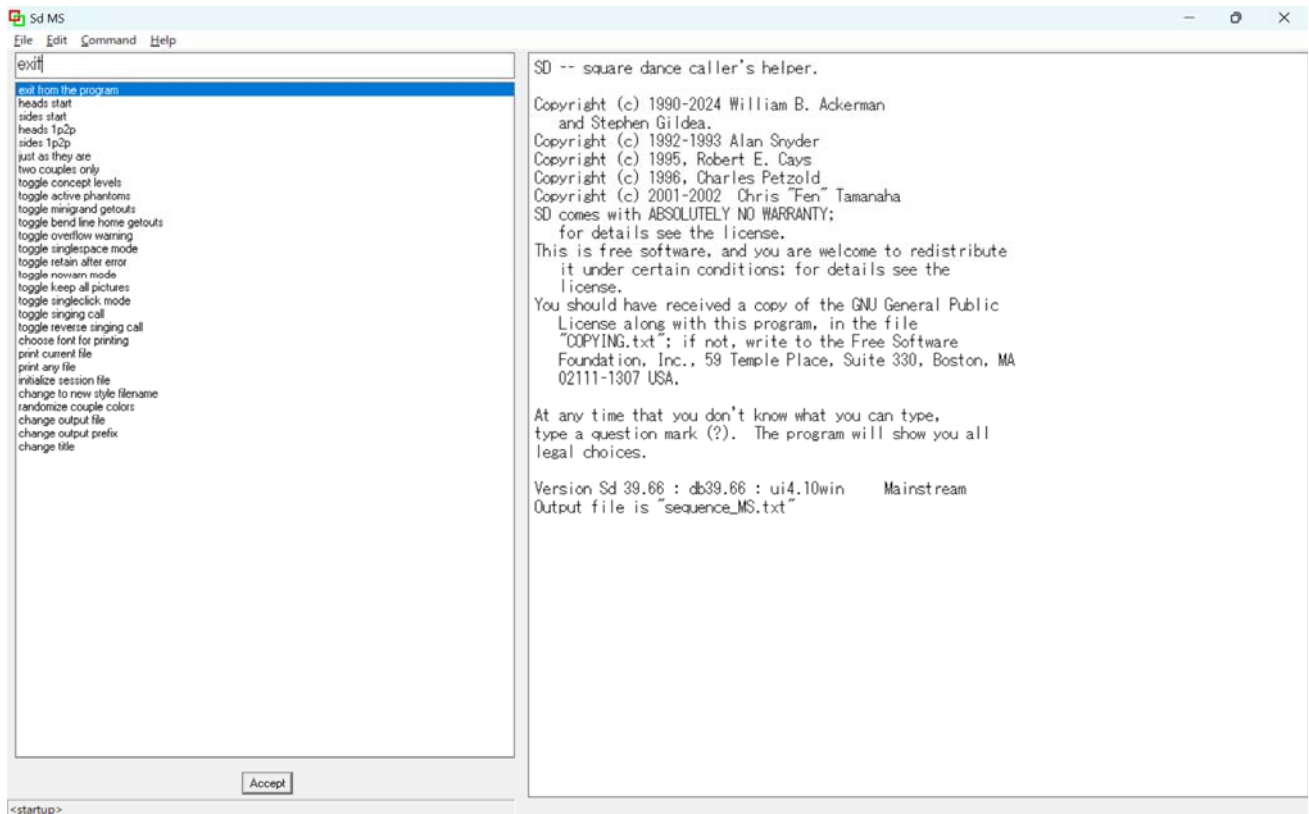 Sd MS
File Edit Command Help
exit
exit from the program
heads start
sides start
heads 1p2p
sides 1p2p
just as they are
two couples only
toggle concept levels
toggle active phantoms
toggle minigrand getouts
toggle bend line home getouts
toggle overflow warning
toggle singlespace mode
toggle retain after error
toggle nowarn mode
toggle keep all pictures
toggle singleclick mode
toggle singing call
toggle reverse singing call
choose font for printing
print current file
print any file
initialize session file
change to new style filename
randomize couple colors
change output file
change output prefix
change title
Accept
<startup>
SD -- square dance caller's helper.
Copyright (c) 1990-2024 William B. Ackerman
and Stephen Gildea.
Copyright (c) 1992-1993 Alan Snyder
Copyright (c) 1995, Robert E. Cays
Copyright (c) 1996, Charles Petzold
Copyright (c) 2001-2002  Chris "Fen" Tamanaha
SD comes with ABSOLUTELY NO WARRANTY;
for details see the license.
This is free software, and you are welcome to redistribute
it under certain conditions; for details see the
license.
You should have received a copy of the GNU General Public
License along with this program, in the file
"COPYING.txt"; if not, write to the Free Software
Foundation, Inc., 59 Temple Place, Suite 330, Boston, MA
02111-1307 USA.
At any time that you don't know what you can type,
type a question mark (?).  The program will show you all
legal choices.
Version Sd 39.66 : db39.66 : ui4.10win     Mainstream
Output file is "sequence_MS.txt"